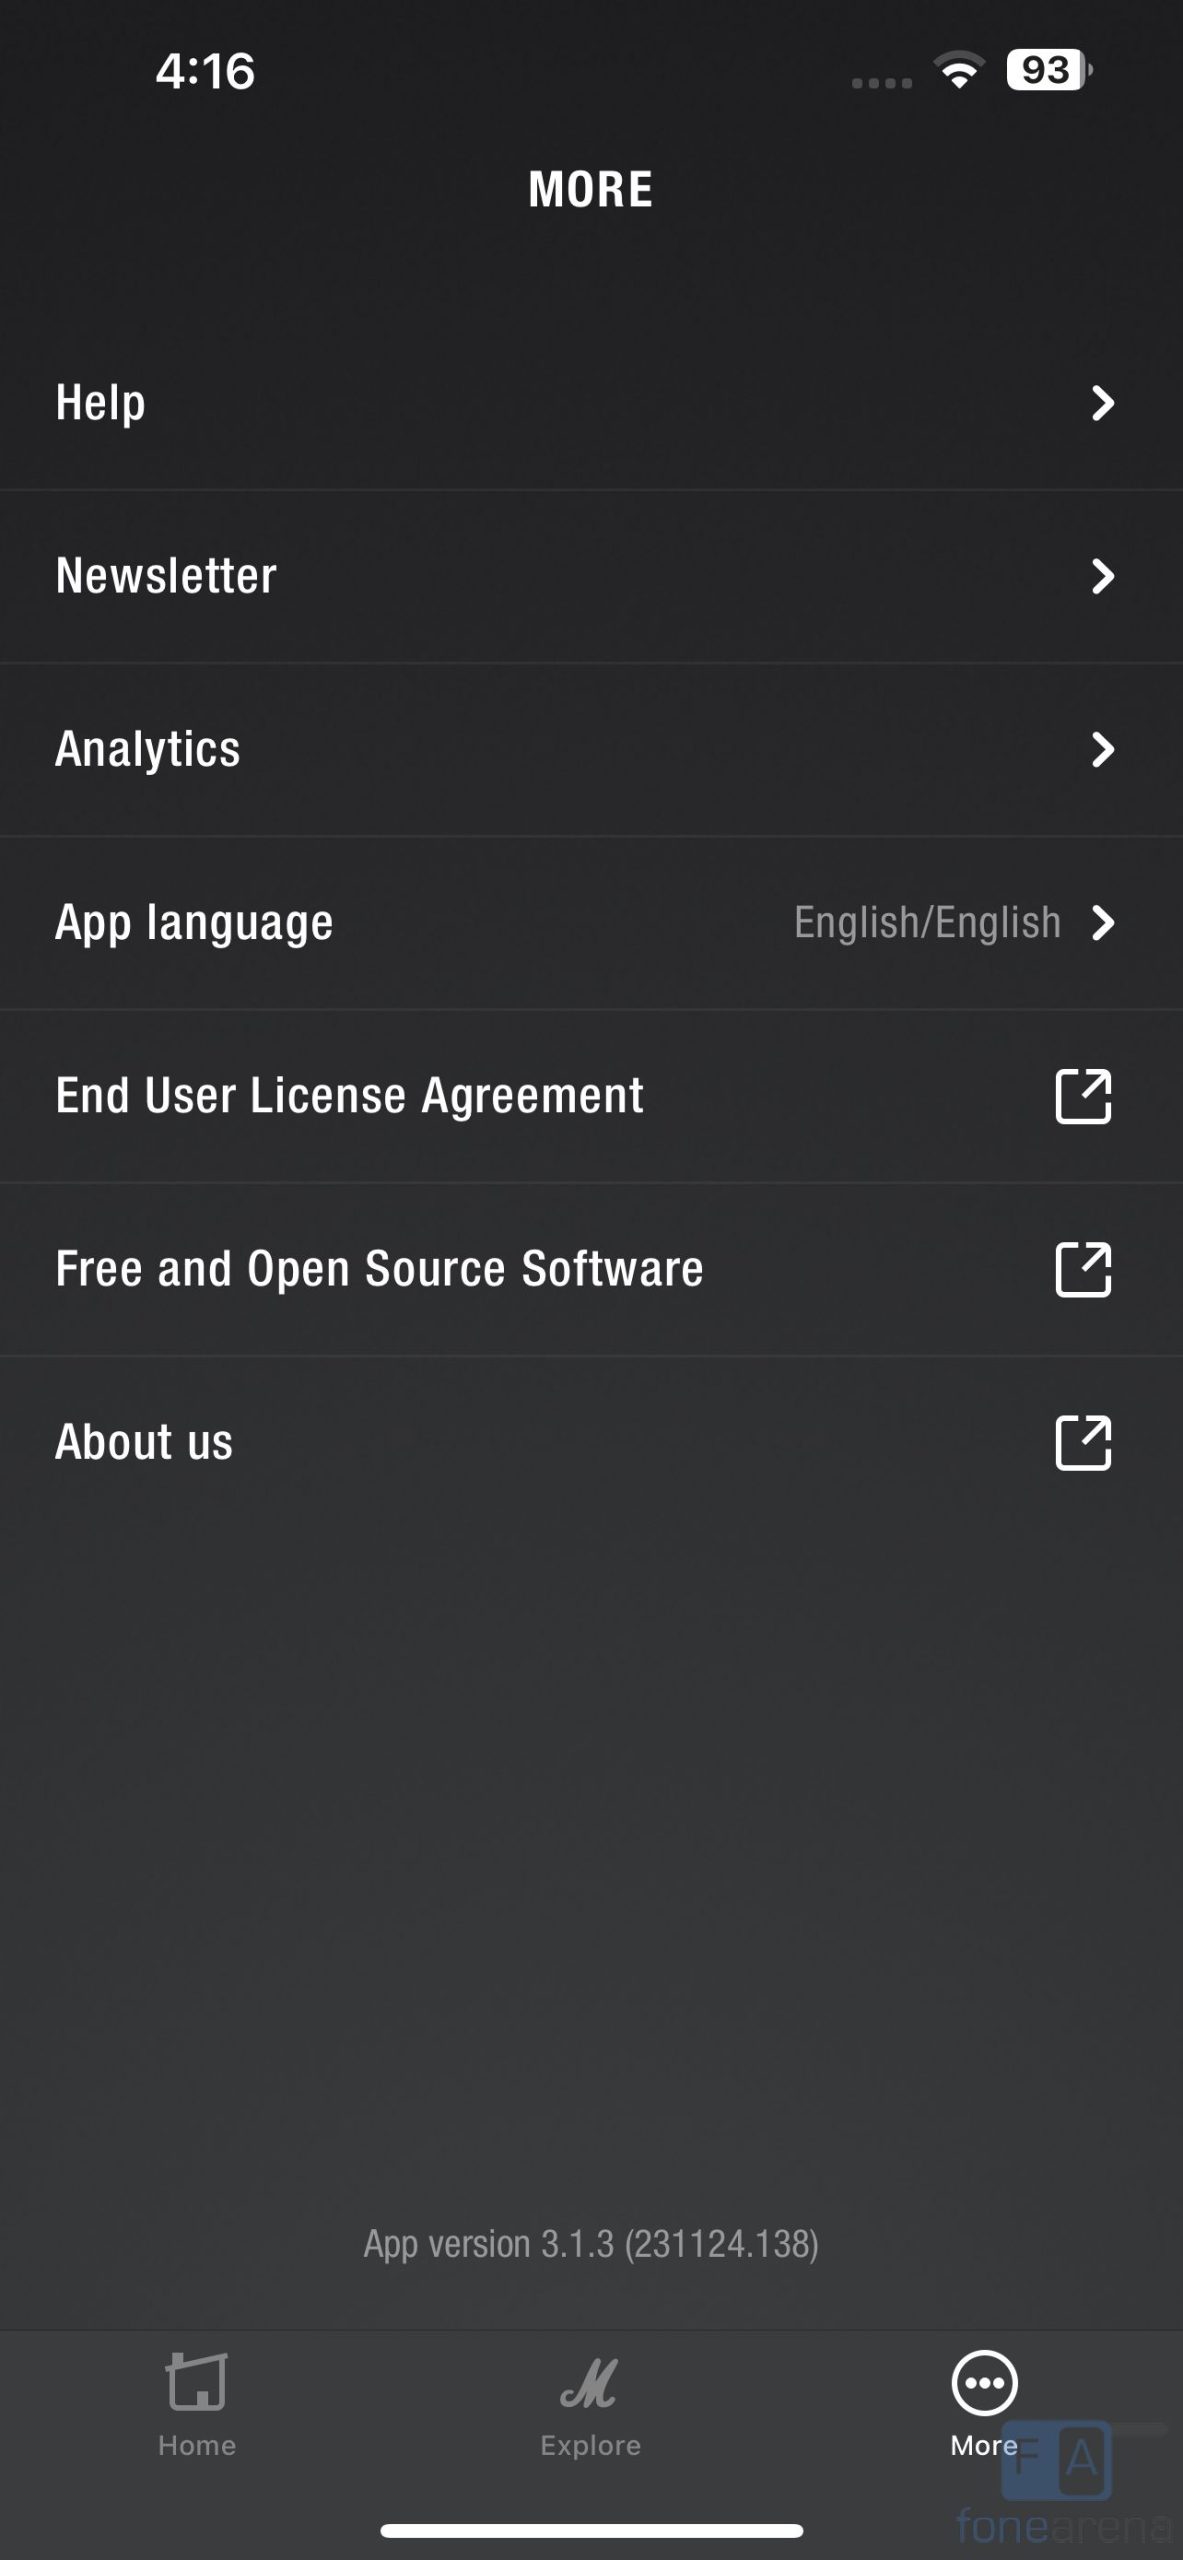 4:16
93
MORE
Help
Newsletter
Analytics
App language
English/English
End User License Agreement
Free and Open Source Software
About us
App version 3.1.3 (231124.138)
M
Home
Explore
More
FA
fonearena